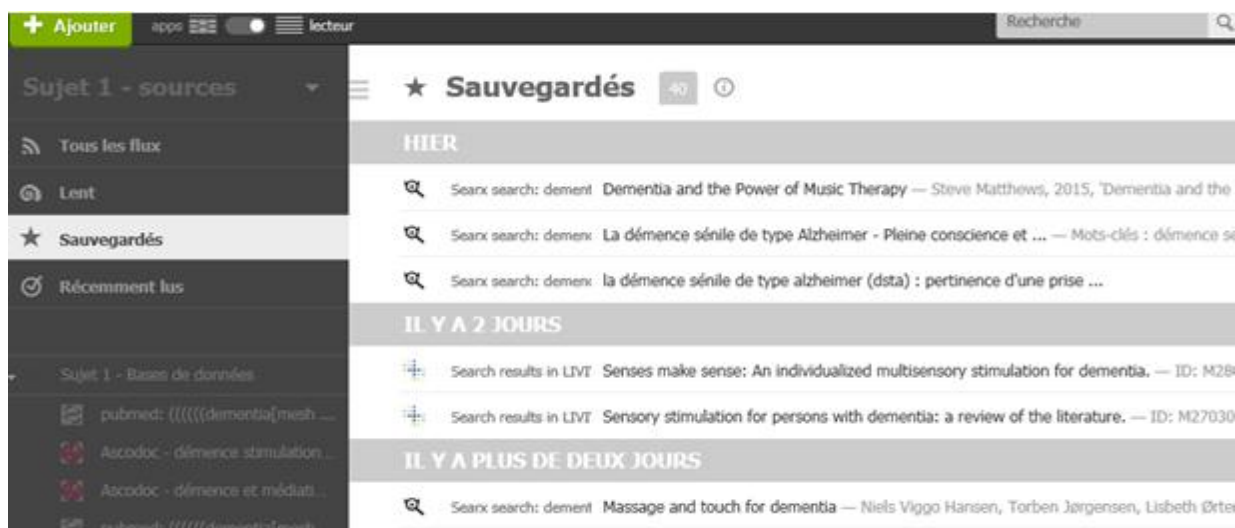 + Ajouter apps lecteur Recherche
Sujet 1 - sources
★ Sauvegardés 40
Tous les flux
Lent
Sauvegardés
Récemment lus
Sujet 1 - Bases de données
pubmed: ((((((dementia[mesh ...
Ascodoc - démence stimulation...
Ascodoc - démence et médiati...
pubmed: ((((((dementia[mesh
HIER
Searx search: dement Dementia and the Power of Music Therapy — Steve Matthews, 2015, 'Dementia and the
Searx search: demenc La démence sénile de type Alzheimer - Pleine conscience et ... — Mots-clés : démence sé
Searx search: demenc la démence sénile de type alzheimer (dsta) : pertinence d'une prise ...
IL Y A 2 JOURS
Search results in LIVI Senses make sense: An individualized multisensory stimulation for dementia. — ID: M28
Search results in LIVI Sensory stimulation for persons with dementia: a review of the literature. — ID: M27030
IL Y A PLUS DE DEUX JOURS
Searx search: dement Massage and touch for dementia — Niels Viggo Hansen, Torben Jørgensen, Lisbeth Ørte